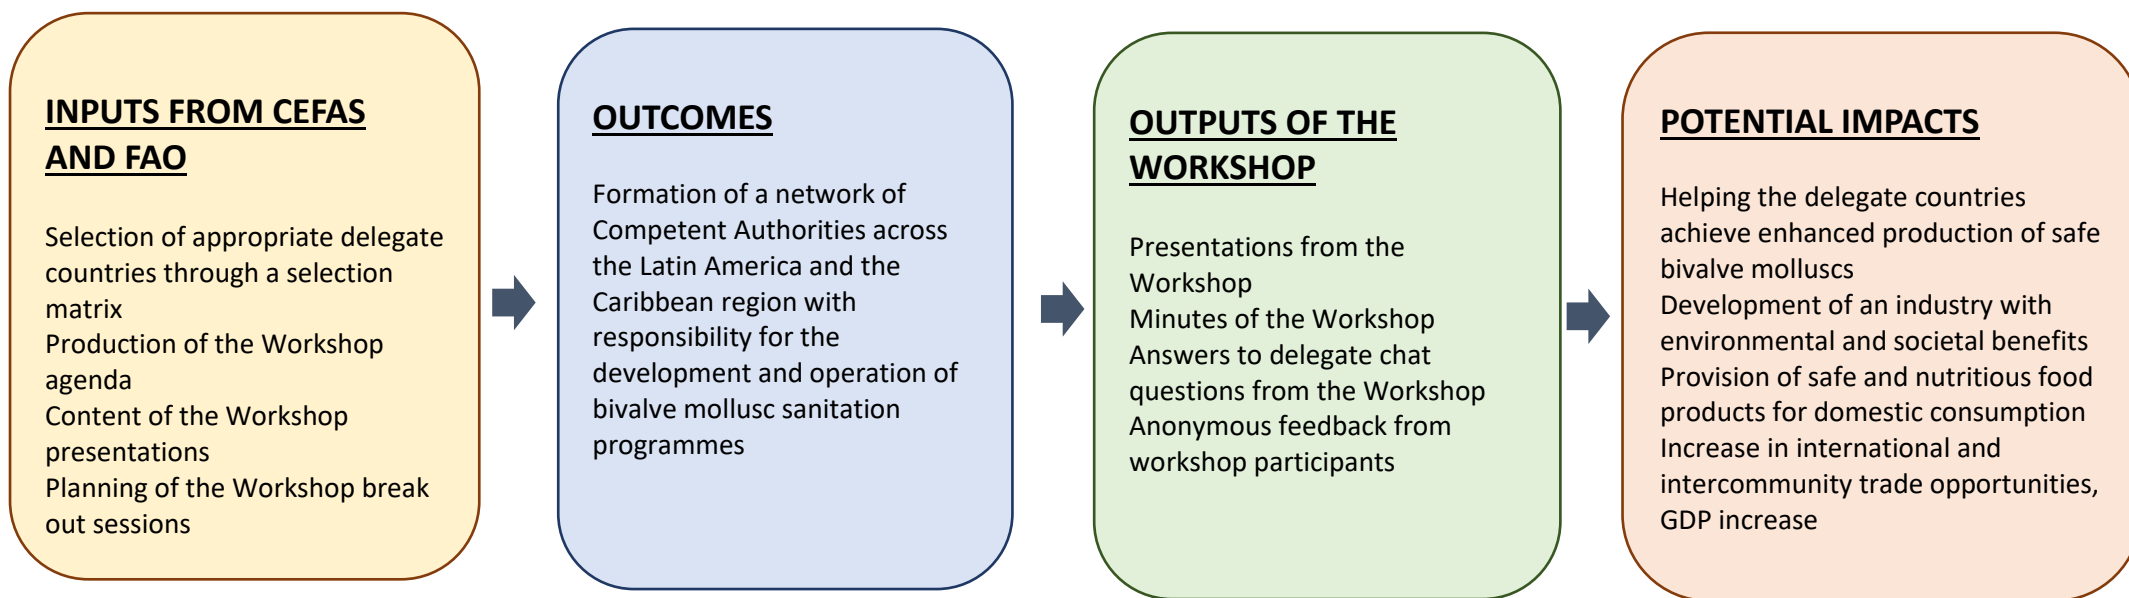 INPUTS FROM CEFAS
AND FAO
Selection of appropriate delegate
countries through a selection
matrix
Production of the Workshop
agenda
Content of the Workshop
presentations
Planning of the Workshop break
out sessions
OUTCOMES
Formation of a network of
Competent Authorities across
the Latin America and the
Caribbean region with
responsibility for the
development and operation of
bivalve mollusc sanitation
programmes
OUTPUTS OF THE
WORKSHOP
Presentations from the
Workshop
Minutes of the Workshop
Answers to delegate chat
questions from the Workshop
Anonymous feedback from
workshop participants
POTENTIAL IMPACTS
Helping the delegate countries
achieve enhanced production of safe
bivalve molluscs
Development of an industry with
environmental and societal benefits
Provision of safe and nutritious food
products for domestic consumption
Increase in international and
intercommunity trade opportunities,
GDP increase